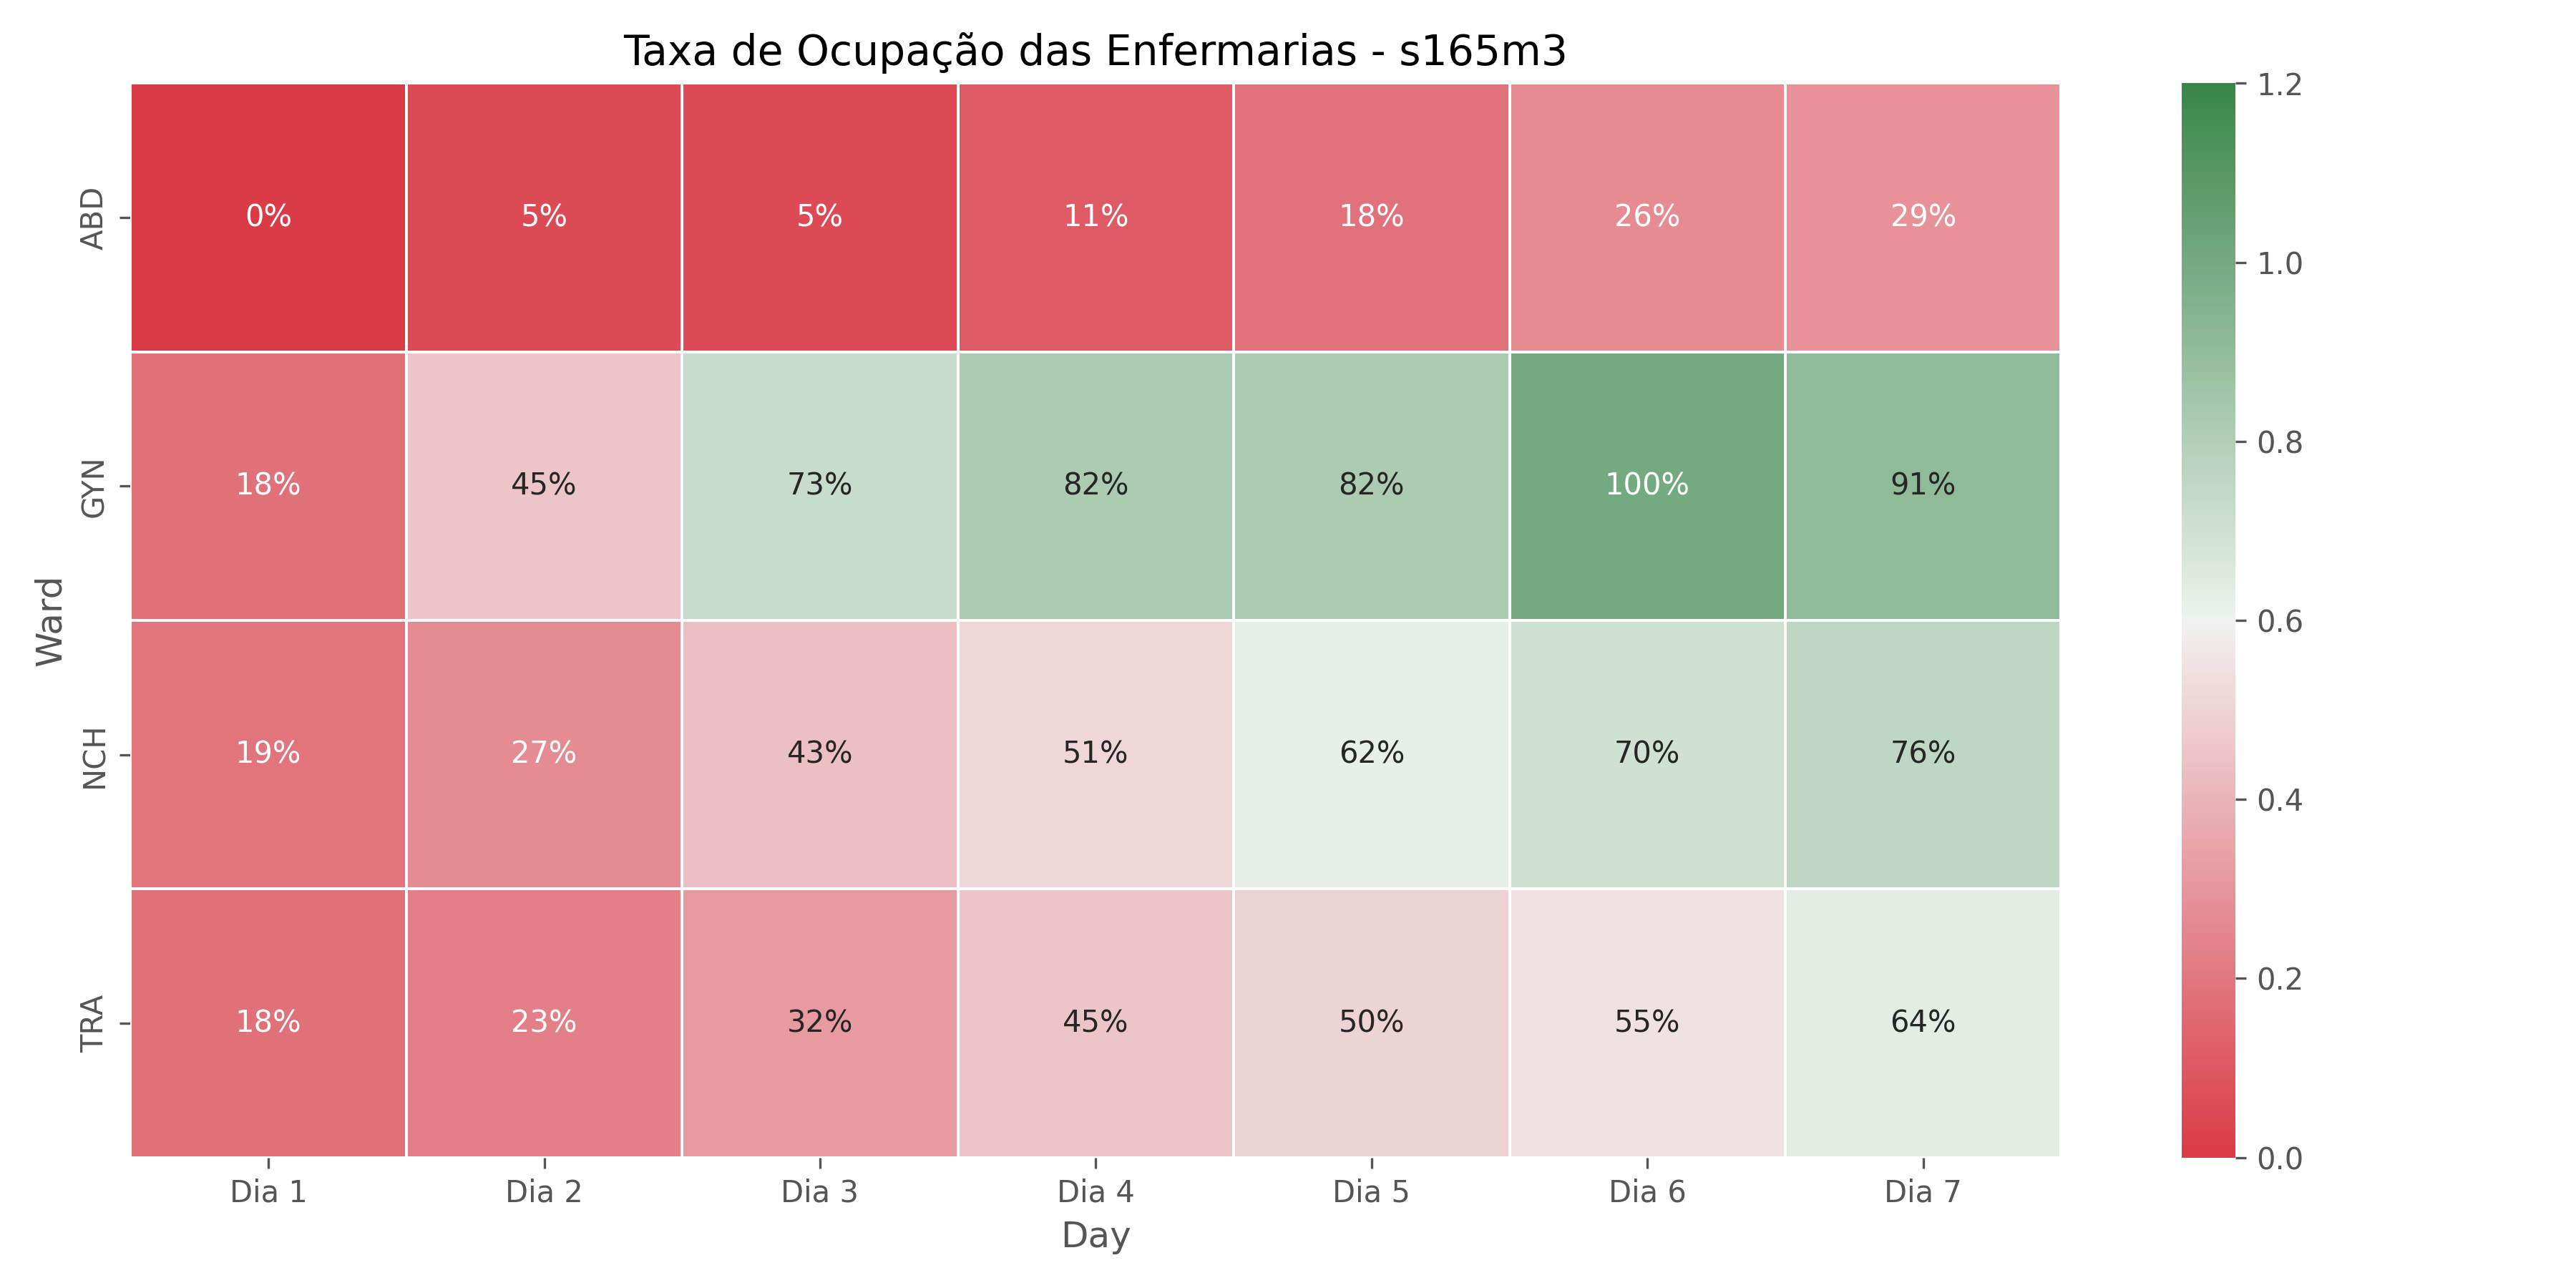 Taxa de Ocupação das Enfermarias - s165m3
Ward
ABD 0% 5% 5% 11% 18% 26% 29%
GYN 18% 45% 73% 82% 82% 100% 91%
NCH 19% 27% 43% 51% 62% 70% 76%
TRA 18% 23% 32% 45% 50% 55% 64%
Dia 1 Dia 2 Dia 3 Dia 4 Dia 5 Dia 6 Dia 7
Day
1.2
1.0
0.8
0.6
0.4
0.2
0.0